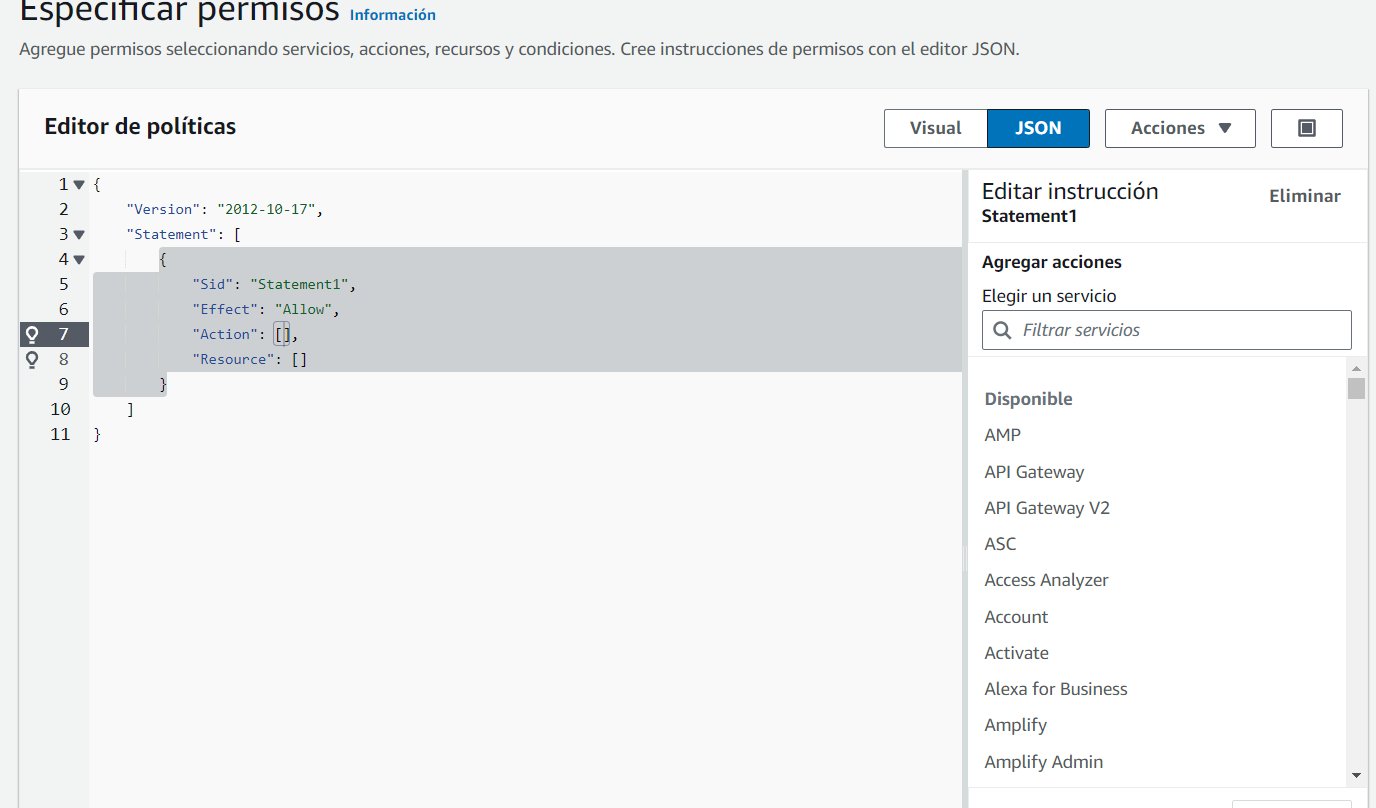 Especificar permisos Información
Agregue permisos seleccionando servicios, acciones, recursos y condiciones. Cree instrucciones de permisos con el editor JSON.
Editor de políticas
Visual
JSON
Acciones
1 {
2 "Version": "2012-10-17",
3 "Statement": [
4 {
5 "Sid": "Statement1",
6 "Effect": "Allow",
7 "Action": [],
8 "Resource": []
9 }
10 ]
11 }
Editar instrucción
Statement1
Eliminar
Agregar acciones
Elegir un servicio
Filtrar servicios
Disponible
AMP
API Gateway
API Gateway V2
ASC
Access Analyzer
Account
Activate
Alexa for Business
Amplify
Amplify Admin